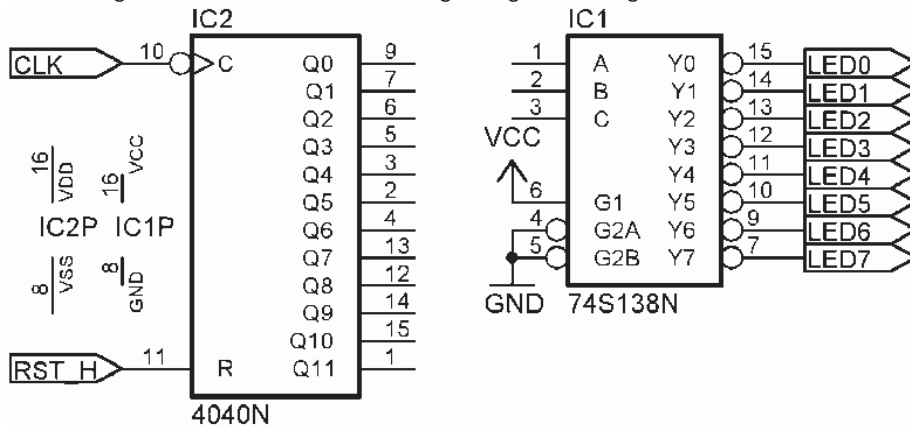 IC2
CLK
10
C
Q0 9
Q1 7
Q2 6
Q3 5
Q4 3
Q5 2
Q6 4
Q7 13
Q8 12
Q9 14
Q10 15
Q11 1
16 VDD
16 VCC
IC2P IC1P
8 VSS
8 GND
RST_H
11
R
4040N
IC1
1 A
2 B
3 C
VCC
6 G1
4 G2A
5 G2B
GND
Y0 15 LED0
Y1 14 LED1
Y2 13 LED2
Y3 12 LED3
Y4 11 LED4
Y5 10 LED5
Y6 9 LED6
Y7 7 LED7
74S138N